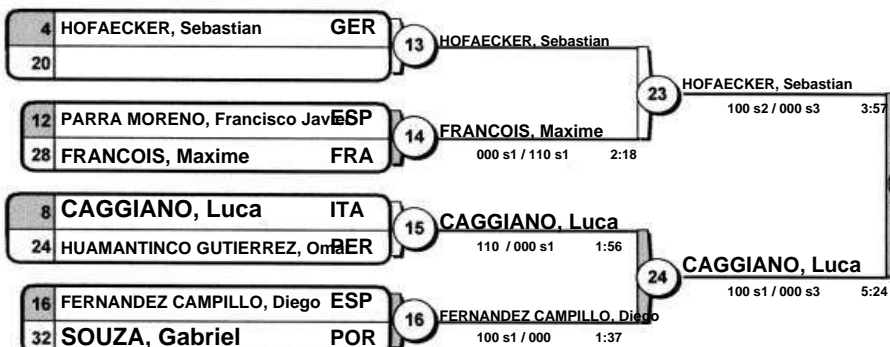 4 HOFAECKER, Sebastian GER
20
13
HOFAECKER, Sebastian
12 PARRA MORENO, Francisco Javier ESP
28 FRANCOIS, Maxime FRA
14
FRANCOIS, Maxime
000 s1 / 110 s1 2:18
23
HOFAECKER, Sebastian
100 s2 / 000 s3 3:57
8 CAGGIANO, Luca ITA
24 HUAMANTINCO GUTIERREZ, Omar PER
15
CAGGIANO, Luca
110 / 000 s1 1:56
16 FERNANDEZ CAMPILLO, Diego ESP
32 SOUZA, Gabriel POR
16
FERNANDEZ CAMPILLO, Diego
100 s1 / 000 1:37
24
CAGGIANO, Luca
100 s1 / 000 s3 5:24